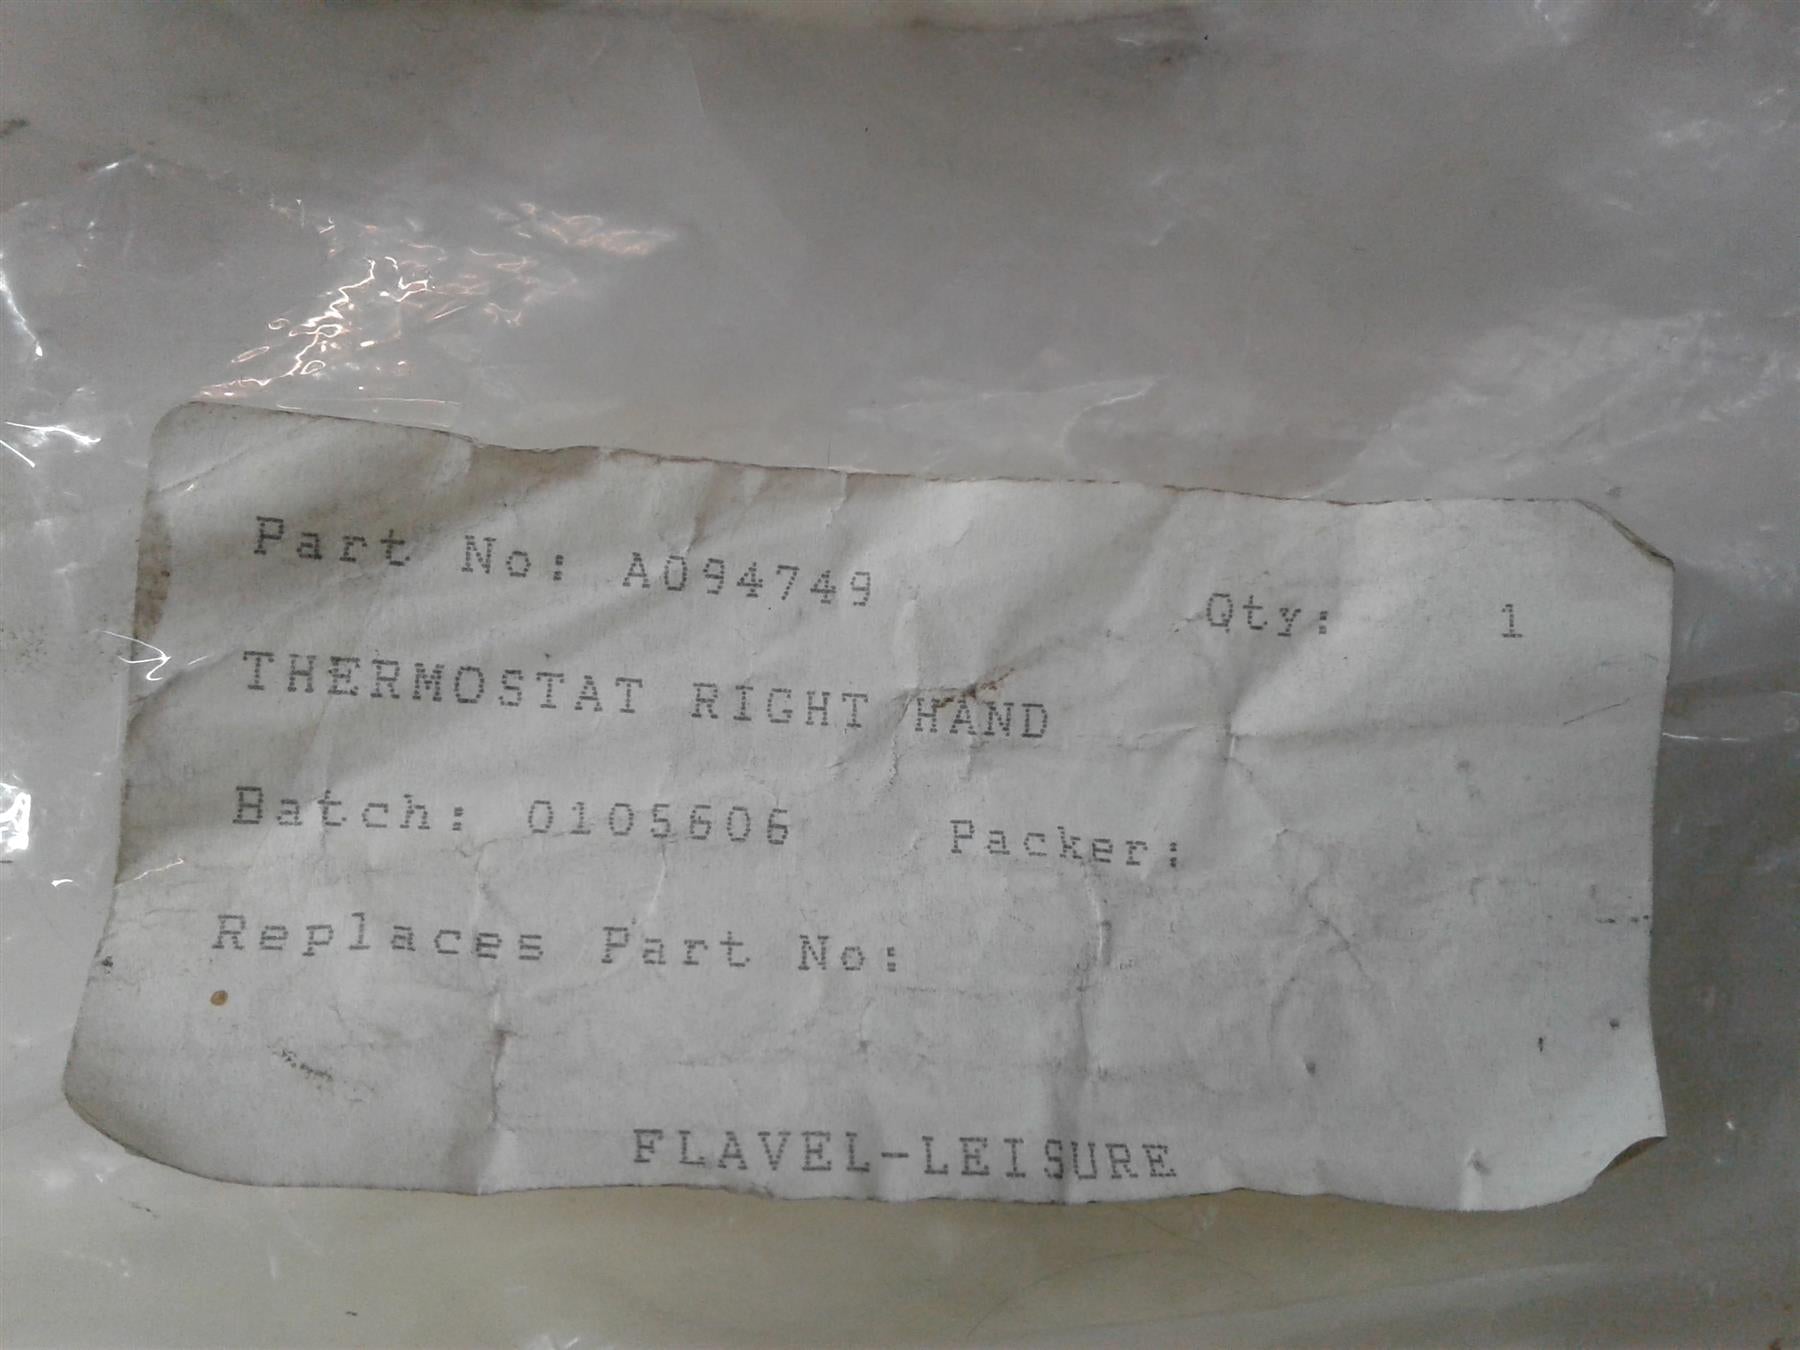 Part No: A094749 Qty: 1
THERMOSTAT RIGHT HAND
Batch: 0105606 Packer:
Replaces Part No:
FLAVEL-LEISURE